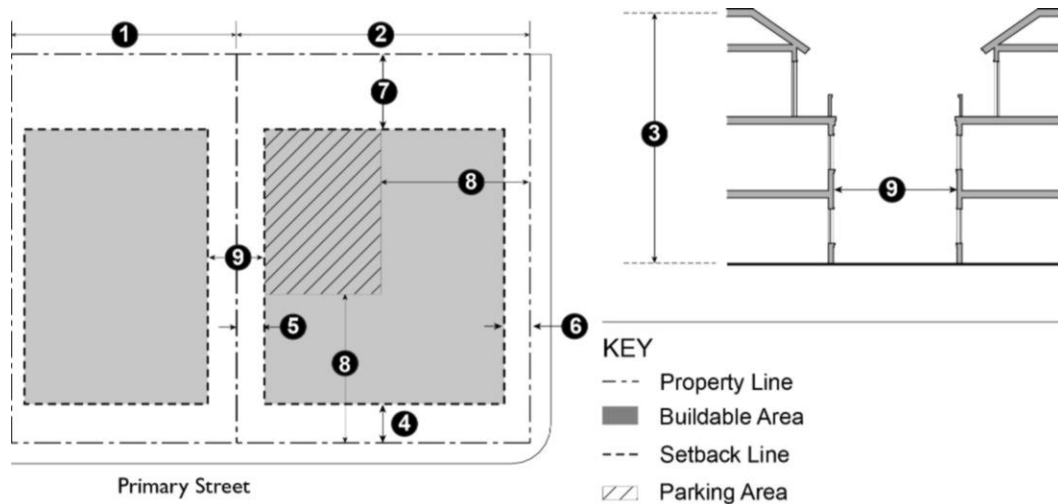 1
2
3
7
8
9
9
5
6
8
4
Primary Street
KEY
Property Line
Buildable Area
Setback Line
Parking Area